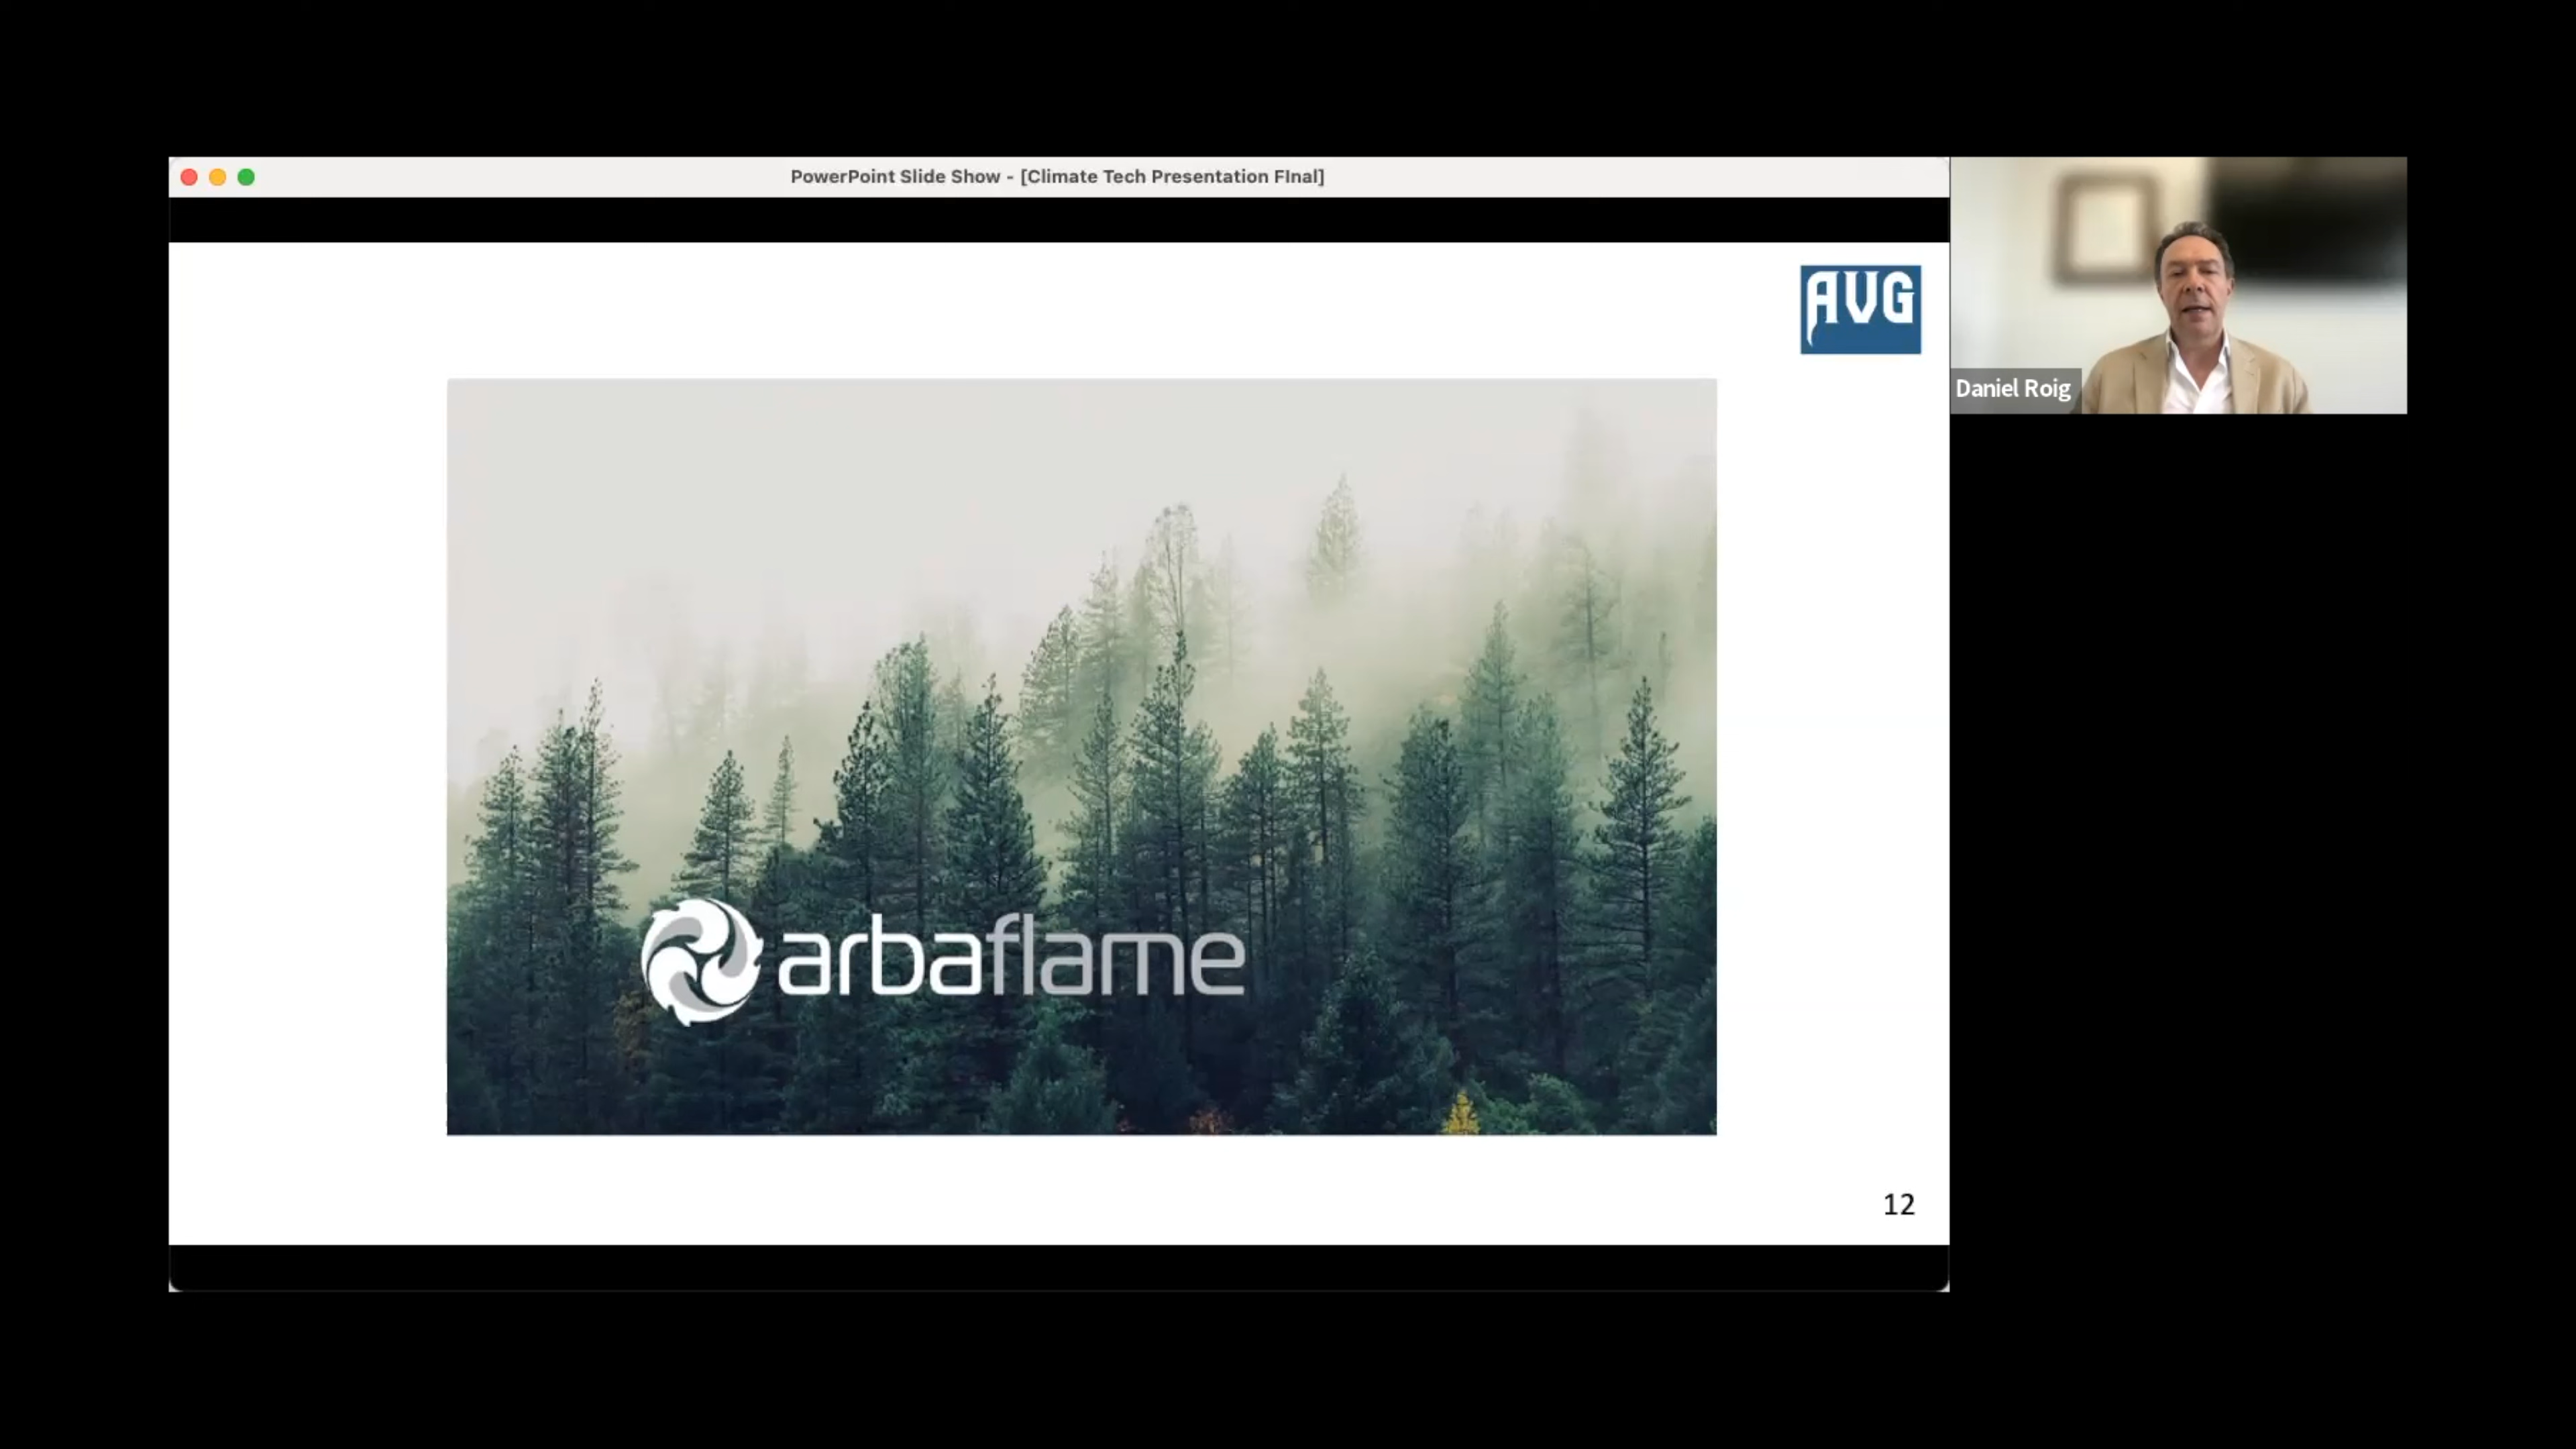 PowerPoint Slide Show - [Climate Tech Presentation FInal]
AVG
Daniel Roig
arbaflame
12